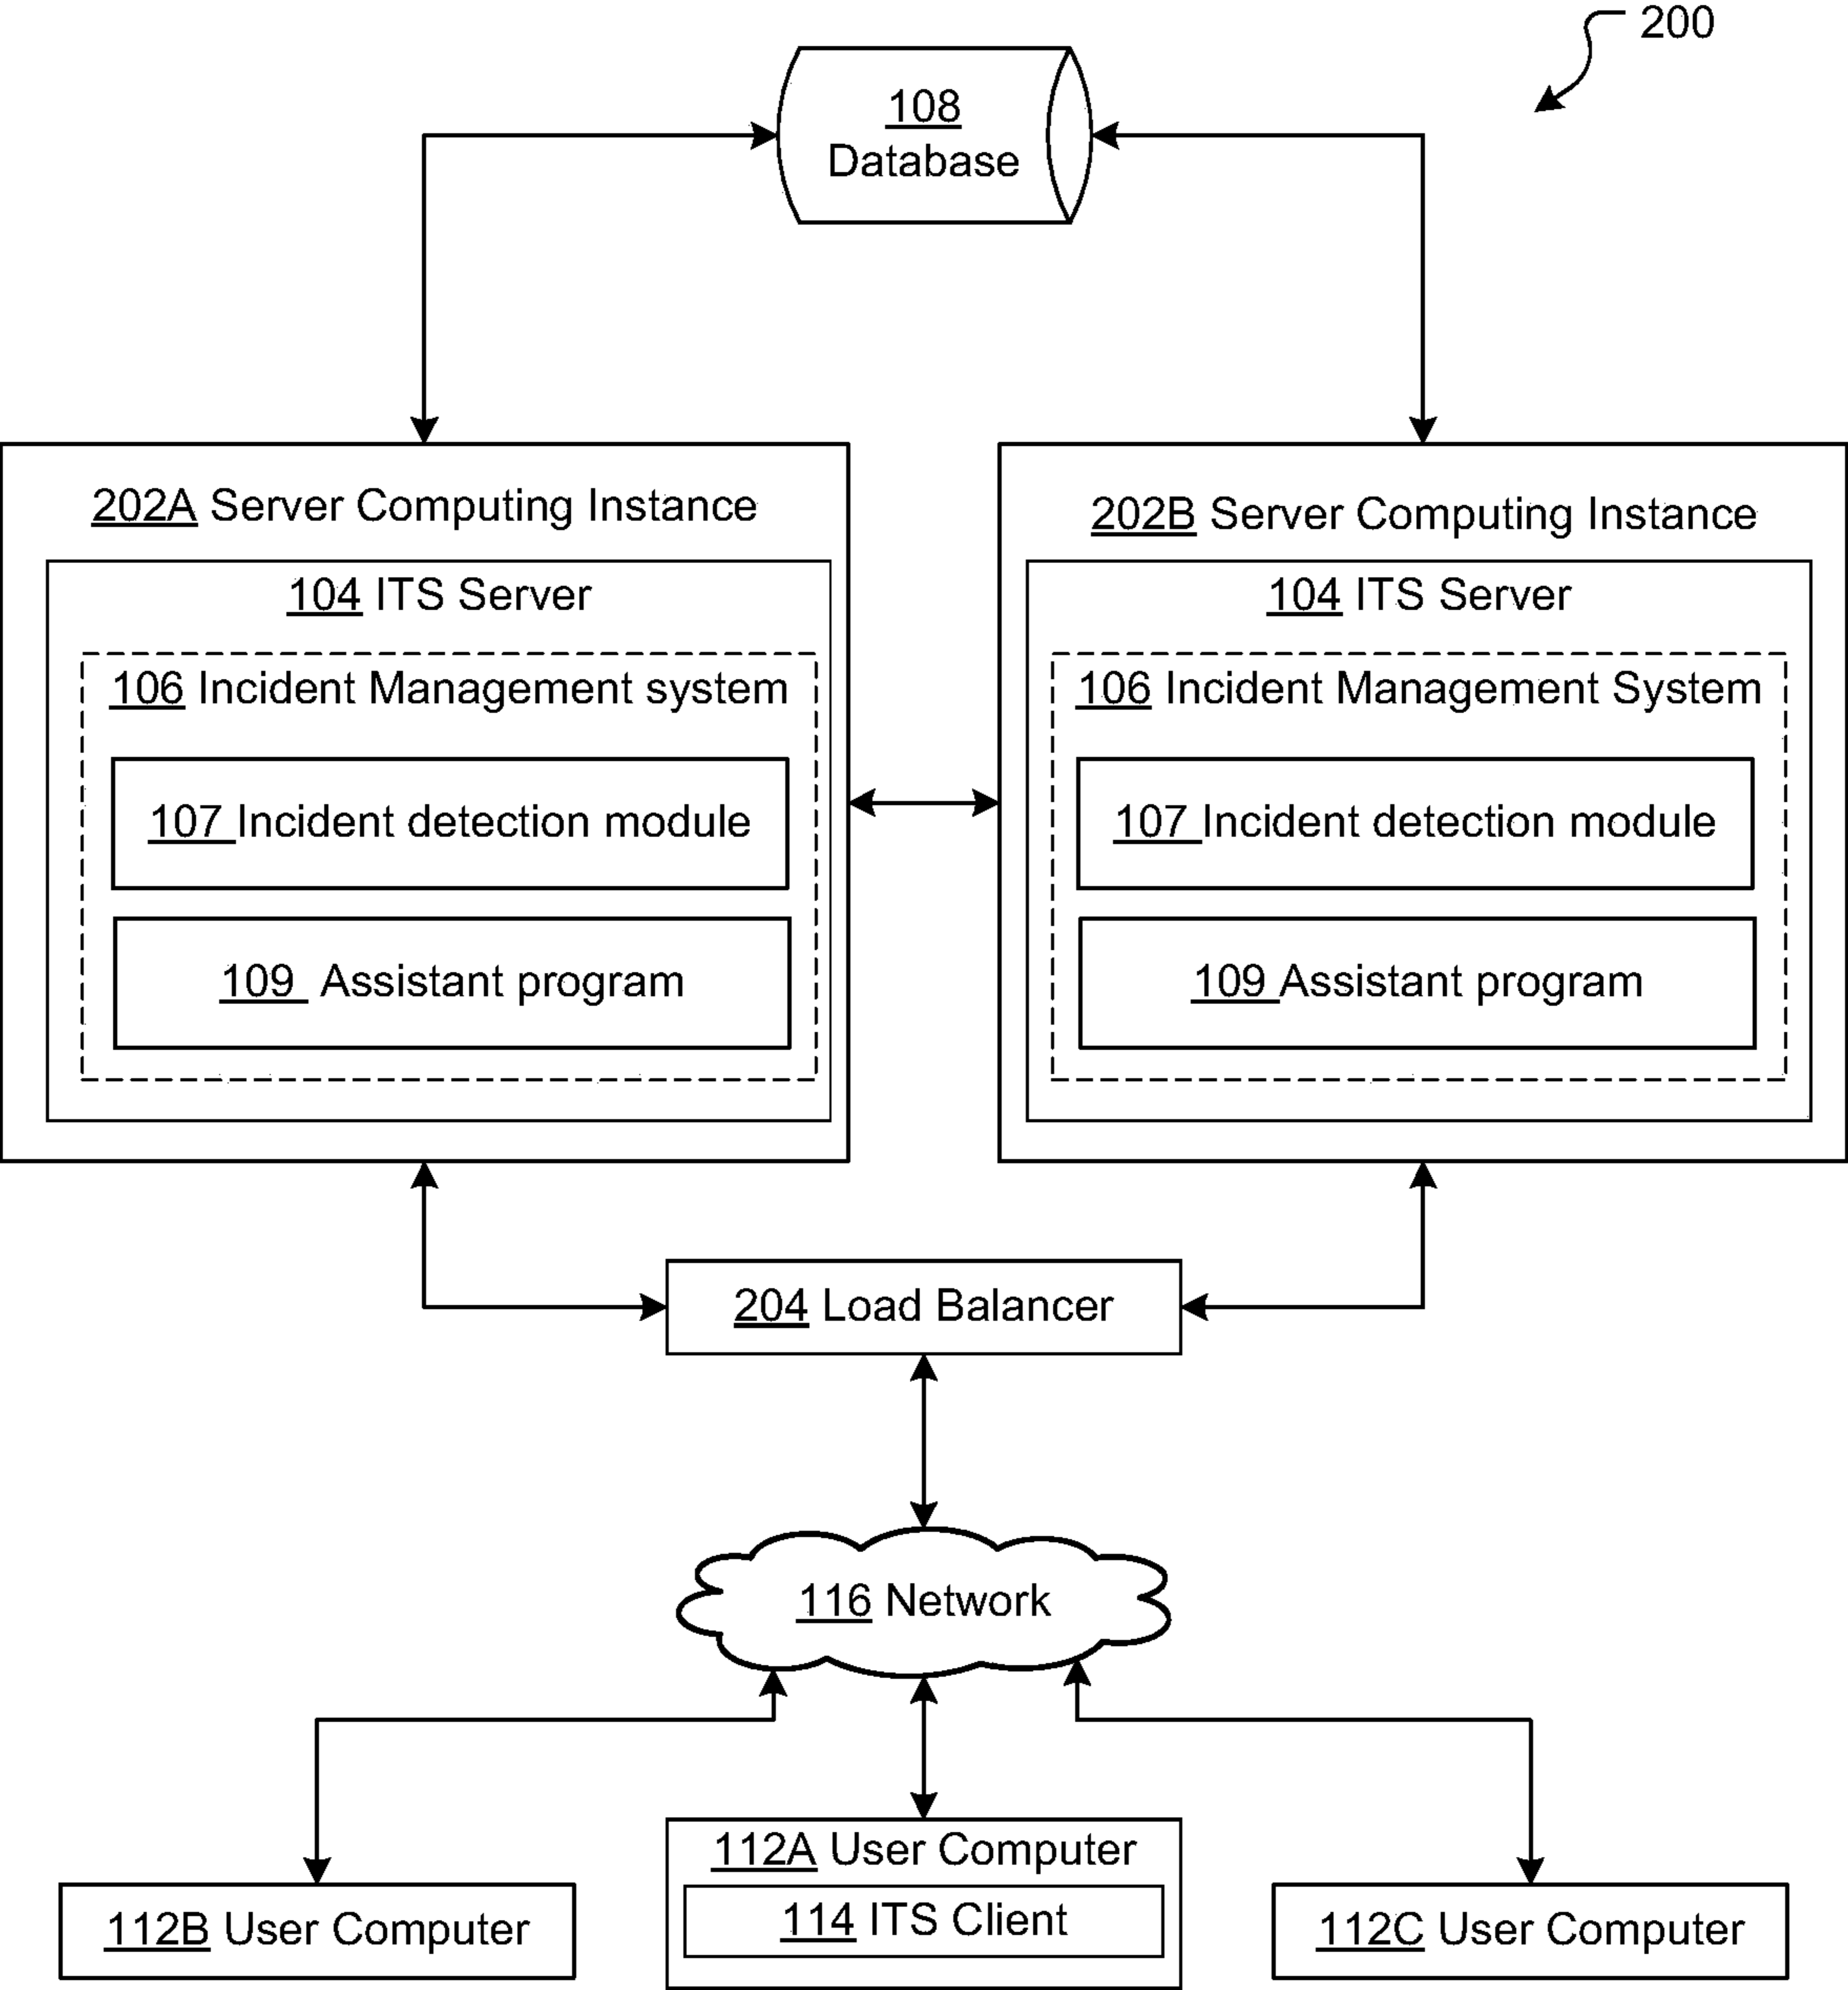 200
108
Database
202A Server Computing Instance
104 ITS Server
106 Incident Management system
107 Incident detection module
109 Assistant program
202B Server Computing Instance
104 ITS Server
106 Incident Management System
107 Incident detection module
109 Assistant program
204 Load Balancer
116 Network
112A User Computer
114 ITS Client
112B User Computer
112C User Computer